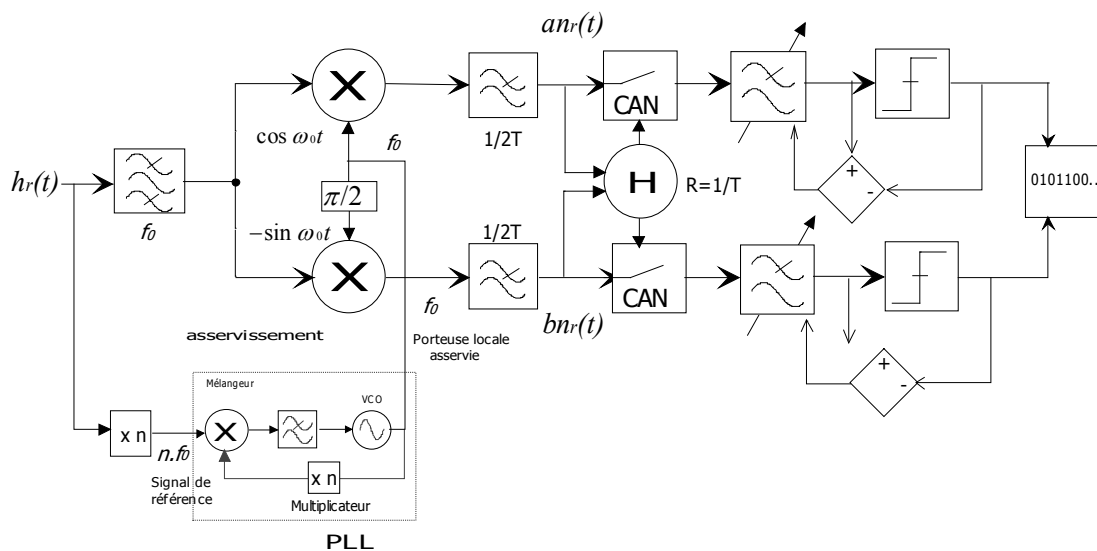 anr(t)
CAN
1/2T
cos ω0t
f0
hr(t)
f0
π/2
H
R=1/T
+
-
0101100..
−sin ω0t
1/2T
f0
CAN
bnr(t)
+
-
asservissement
Porteuse locale
asservie
Mélangeur
VCO
x n
n.f0
x n
Signal de
référence
Multiplicateur
PLL